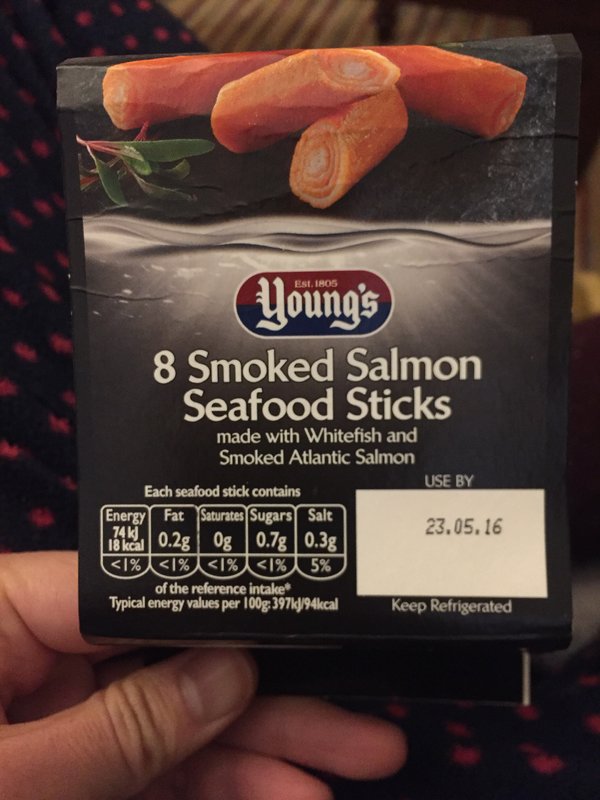 Est. 1805
Young's
8 Smoked Salmon
Seafood Sticks
made with Whitefish and
Smoked Atlantic Salmon
Each seafood stick contains
Energy Fat Saturates Sugars Salt
74 kJ
18 kcal 0.2g 0g 0.7g 0.3g
<1% <1% <1% <1% 5%
of the reference intake*
Typical energy values per 100g: 397kJ/94kcal
USE BY
23.05.16
Keep Refrigerated